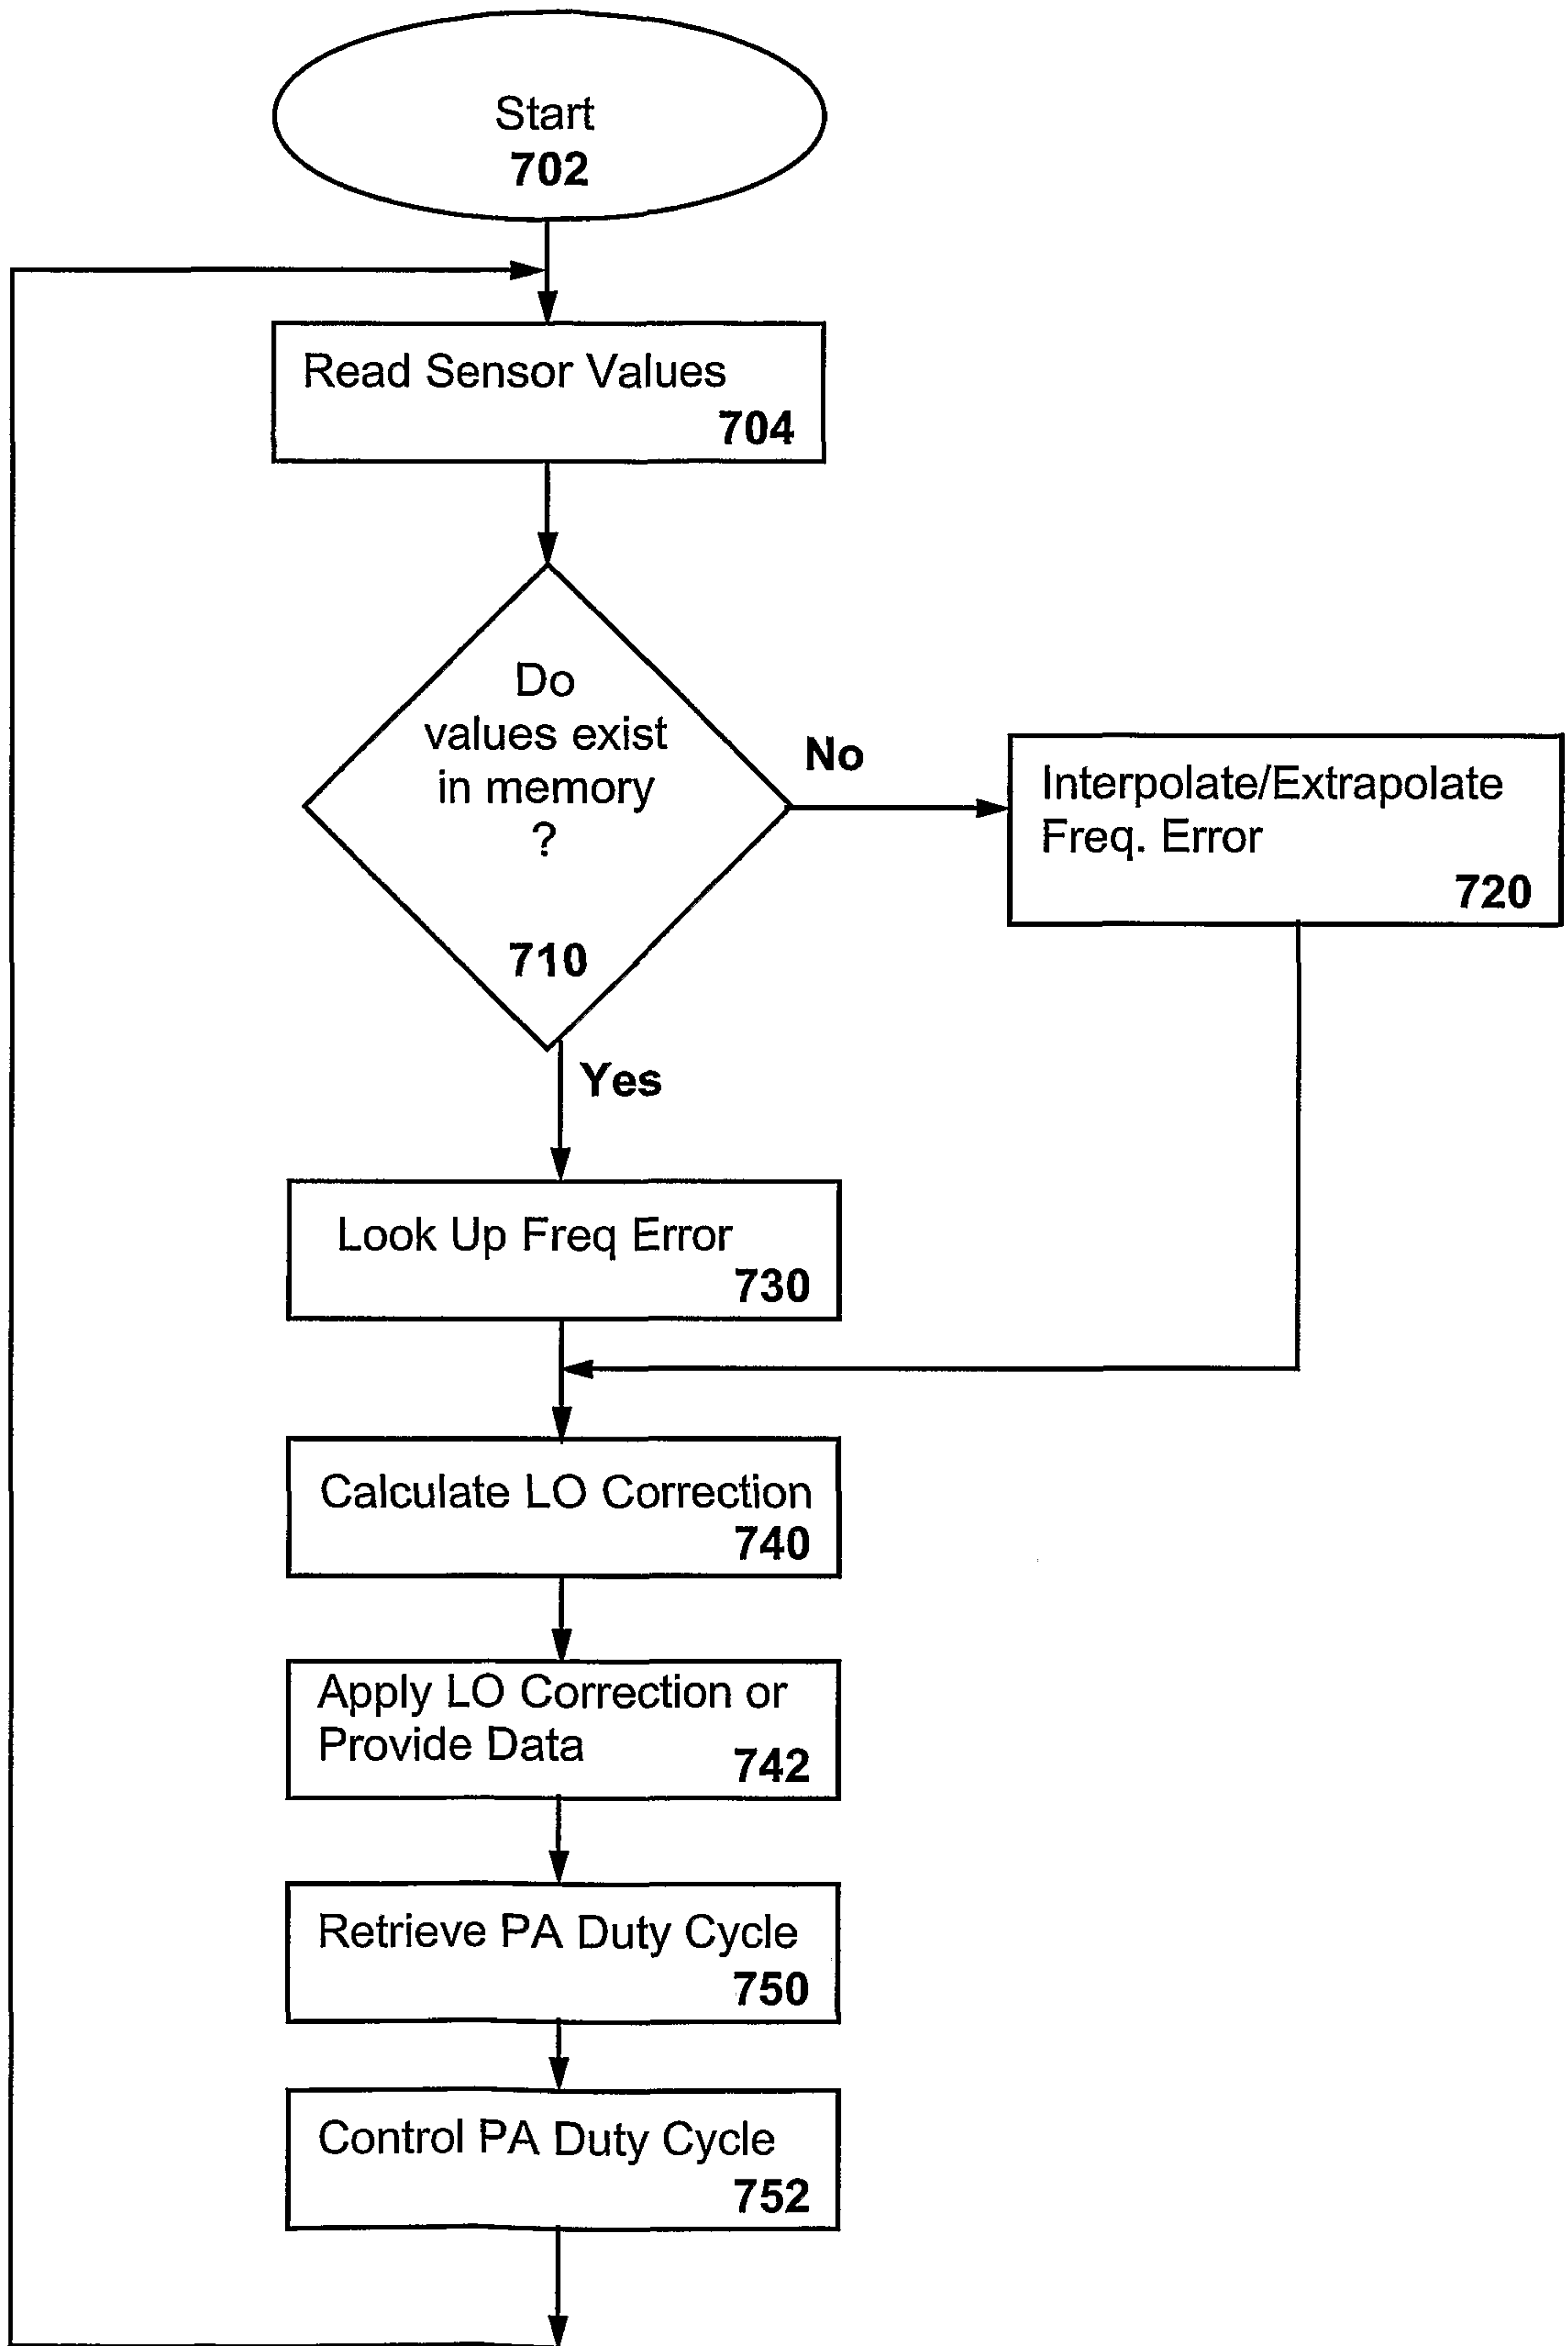 Start
702
Read Sensor Values
704
Do
values exist
in memory
?
710
No
Interpolate/Extrapolate
Freq. Error
720
Yes
Look Up Freq Error
730
Calculate LO Correction
740
Apply LO Correction or
Provide Data
742
Retrieve PA Duty Cycle
750
Control PA Duty Cycle
752